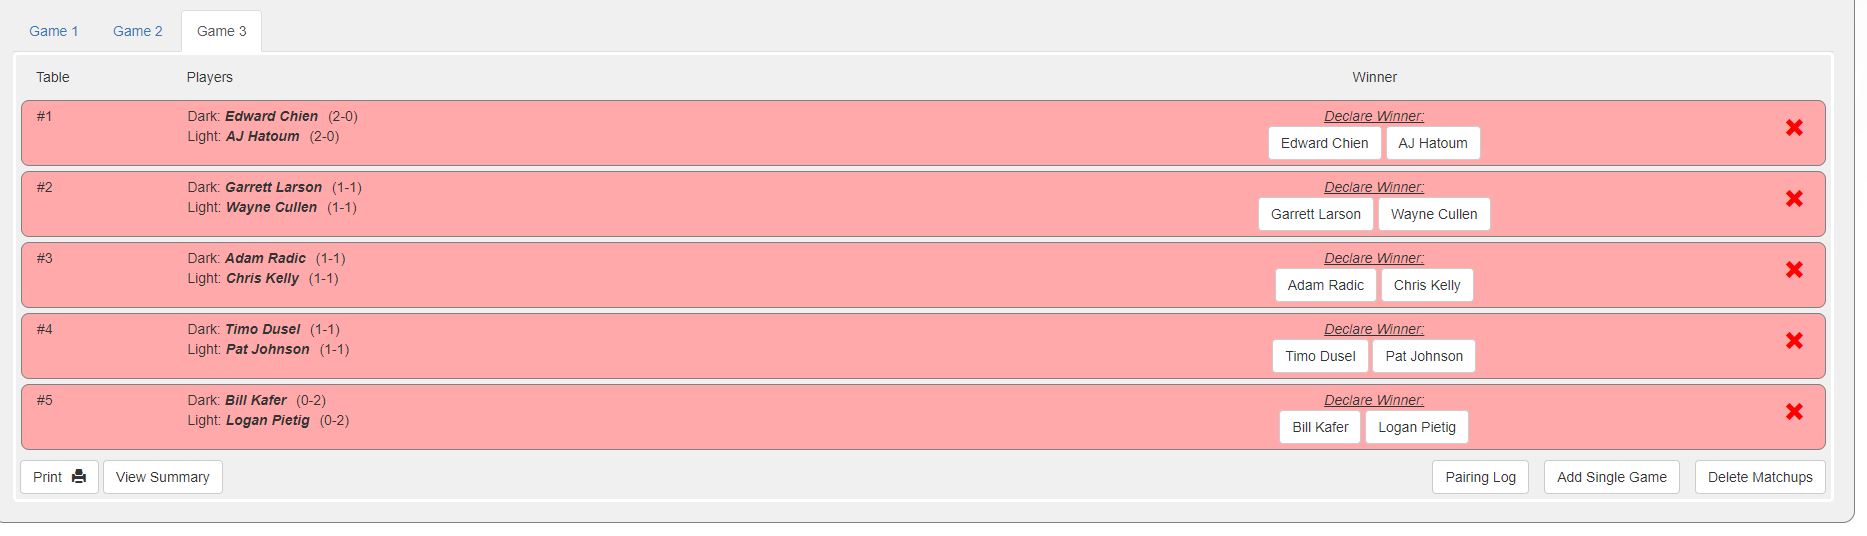 Game 1 Game 2 Game 3
Table Players Winner
#1 Dark: Edward Chien (2-0) Declare Winner:
Light: AJ Hatoum (2-0) Edward Chien AJ Hatoum
#2 Dark: Garrett Larson (1-1) Declare Winner:
Light: Wayne Cullen (1-1) Garrett Larson Wayne Cullen
#3 Dark: Adam Radic (1-1) Declare Winner:
Light: Chris Kelly (1-1) Adam Radic Chris Kelly
#4 Dark: Timo Dusel (1-1) Declare Winner:
Light: Pat Johnson (1-1) Timo Dusel Pat Johnson
#5 Dark: Bill Kafer (0-2) Declare Winner:
Light: Logan Pietig (0-2) Bill Kafer Logan Pietig
Print View Summary Pairing Log Add Single Game Delete Matchups